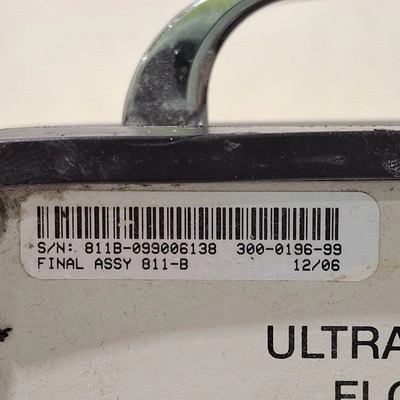 S/N: 811B-099006138 300-0196-99
FINAL ASSY 811-B 12/06
ULTRA